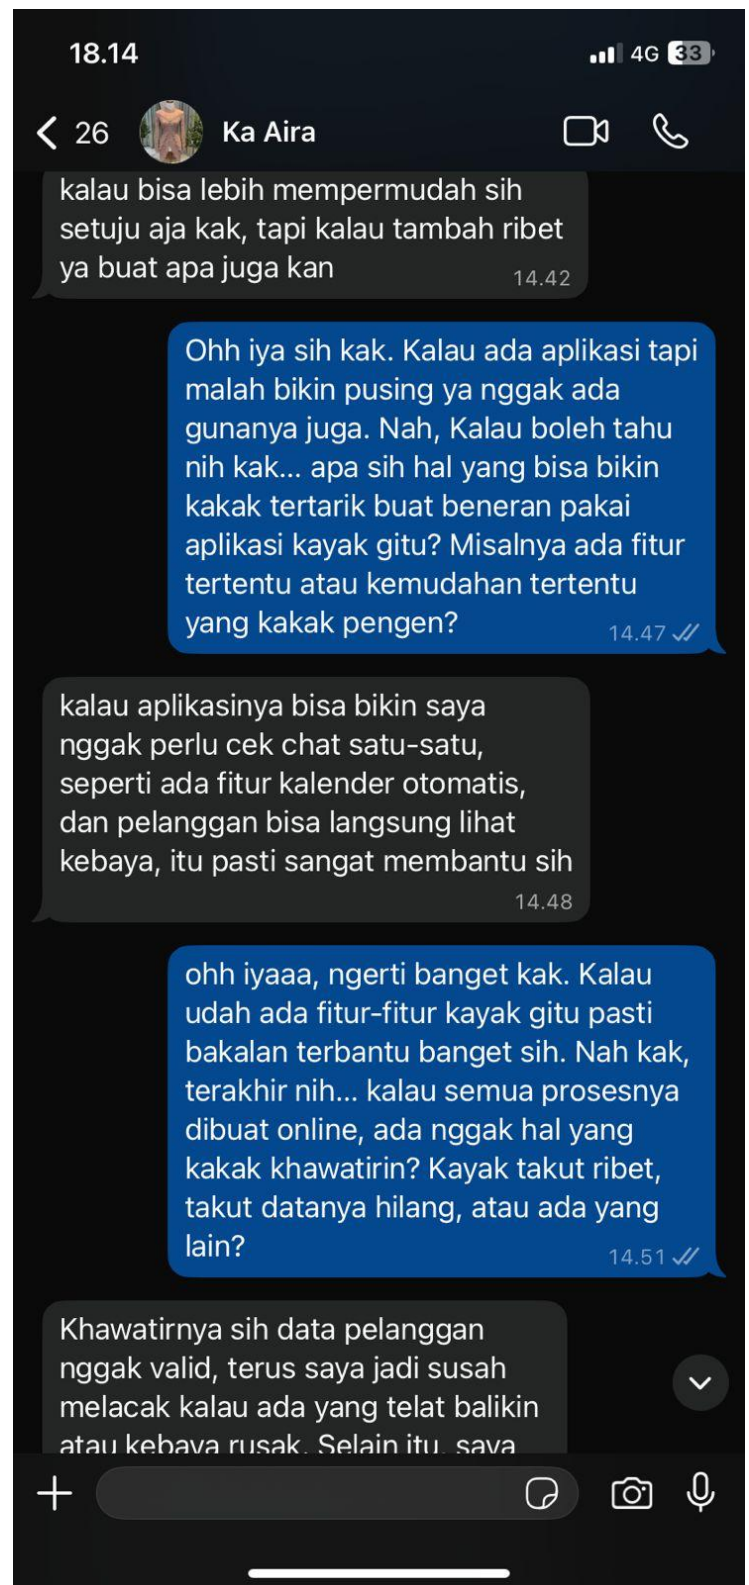 18.14
4G 33
26 Ka Aira
kalau bisa lebih mempermudah sih
setuju aja kak, tapi kalau tambah ribet
ya buat apa juga kan
14.42
Ohh iya sih kak. Kalau ada aplikasi tapi
malah bikin pusing ya nggak ada
gunanya juga. Nah, Kalau boleh tahu
nih kak... apa sih hal yang bisa bikin
kakak tertarik buat beneran pakai
aplikasi kayak gitu? Misalnya ada fitur
tertentu atau kemudahan tertentu
yang kakak pengen?
14.47
kalau aplikasinya bisa bikin saya
nggak perlu cek chat satu-satu,
seperti ada fitur kalender otomatis,
dan pelanggan bisa langsung lihat
kebaya, itu pasti sangat membantu sih
14.48
ohh iyaaa, ngerti banget kak. Kalau
udah ada fitur-fitur kayak gitu pasti
bakalan terbantu banget sih. Nah kak,
terakhir nih... kalau semua prosesnya
dibuat online, ada nggak hal yang
kakak khawatirin? Kayak takut ribet,
takut datanya hilang, atau ada yang
lain?
14.51
Khawatirnya sih data pelanggan
nggak valid, terus saya jadi susah
melacak kalau ada yang telat balikin
atau kebaya rusak. Selain itu, saya